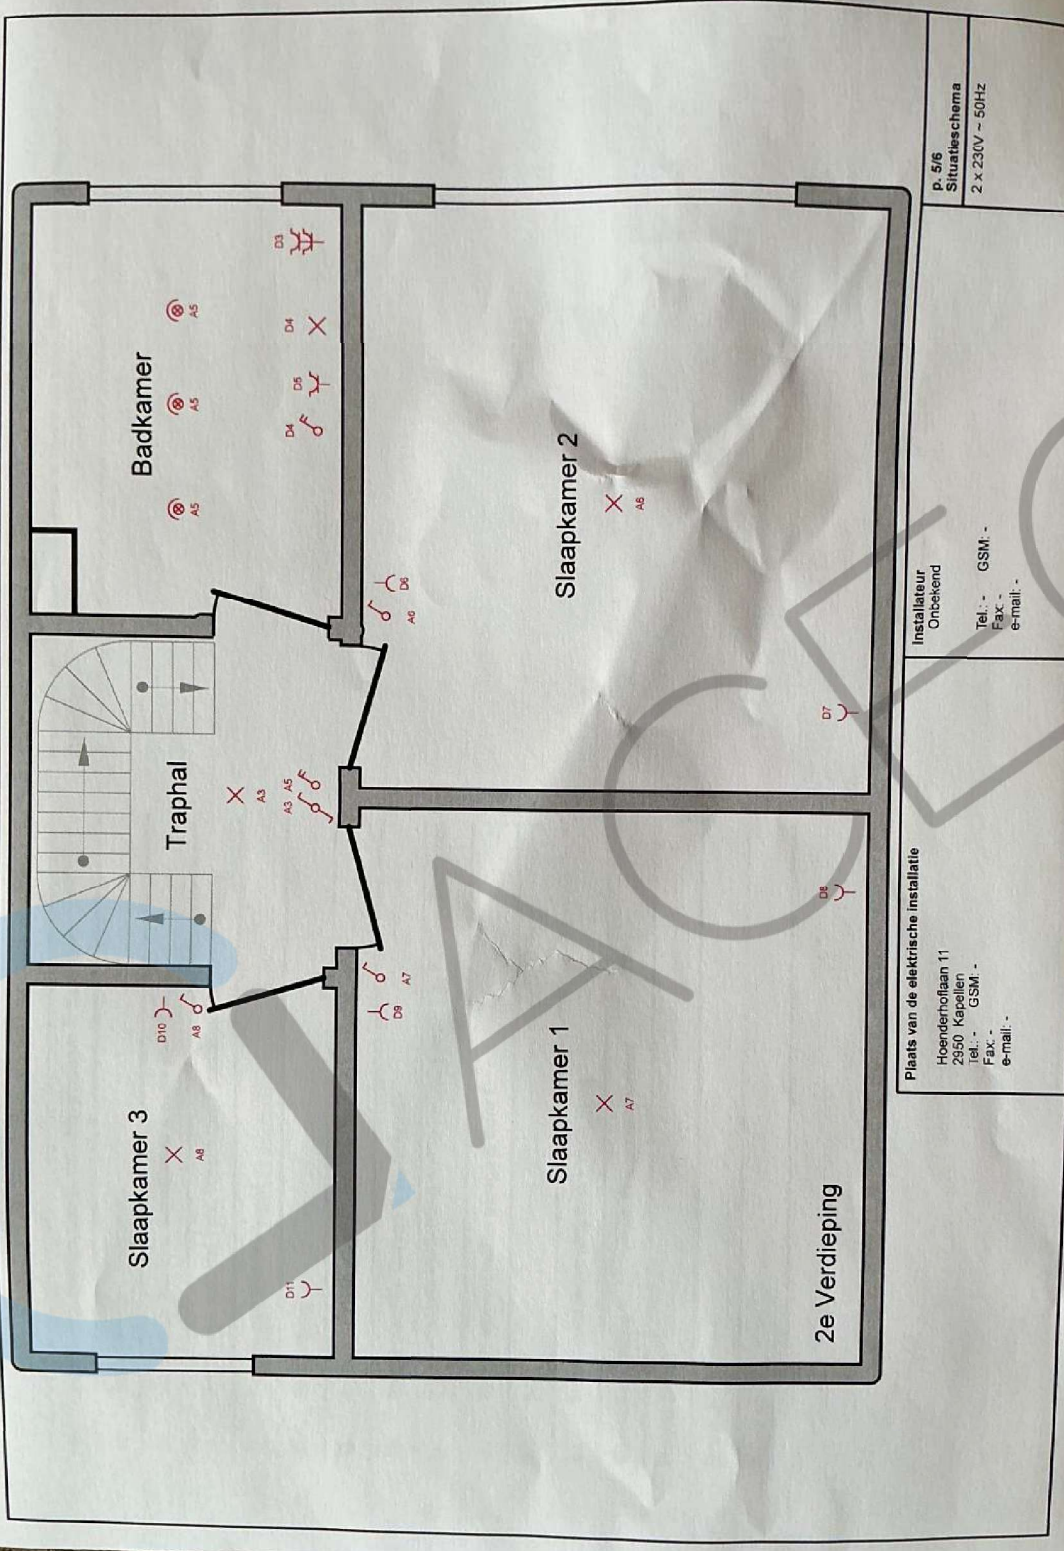 Slaapkamer 3
A8
D10
A8
D11
Traphal
A3
A3
A5
Badkamer
A5
A5
A5
D4
D5
D4
D3
Slaapkamer 1
A7
D9
A7
D8
Slaapkamer 2
A6
D6
A6
D7
2e Verdieping
Plaats van de elektrische installatie
Hoenderhoflaan 11
2950 Kapellen
Tel.: - GSM: -
Fax: -
e-mail: -
Installateur
Onbekend
Tel.: - GSM: -
Fax: -
e-mail: -
p. 5/6
Situatieschema
2 x 230V ~ 50Hz